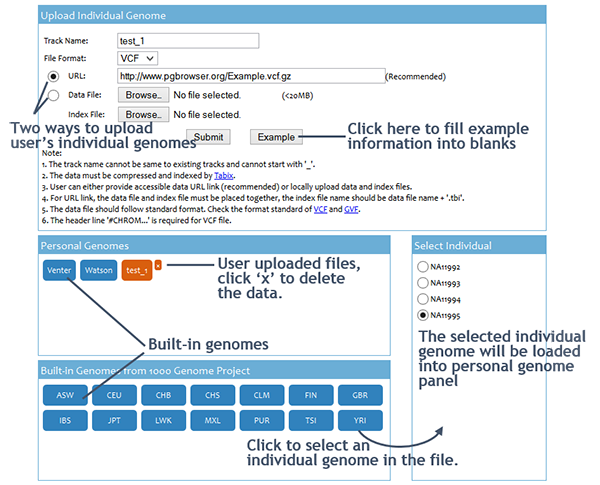 Upload Individual Genome
Track Name: test_1
File Format: VCF
URL: http://www.pgbrowser.org/Example.vcf.gz (Recommended)
Data File: Browse.. No file selected. (<20MB)
Index File: Browse.. No file selected.
Two ways to upload
user's individual genomes
Submit Example
Click here to fill example
information into blanks
Note:
1. The track name cannot be same to existing tracks and cannot start with '_'.
2. The data must be compressed and indexed by Tabix.
3. User can either provide accessible data URL link (recommended) or locally upload data and index files.
4. For URL link, the data file and index file must be placed together, the index file name should be data file name + '.tbi'.
5. The data file should follow standard format. Check the format standard of VCF and GVF.
6. The header line '#CHROM...' is required for VCF file.
Personal Genomes
Venter Watson test_1 x
User uploaded files,
click ‘x’ to delete
the data.
Built-in genomes
Select Individual
NA11992
NA11993
NA11994
NA11995
The selected individual
genome will be loaded
into personal genome
panel
Built-In Genomes from 1000 Genome Project
ASW CEU CHB CHS CLM FIN GBR
IBS JPT LWK MXL PUR TSI YRI
Click to select an
individual genome in the file.